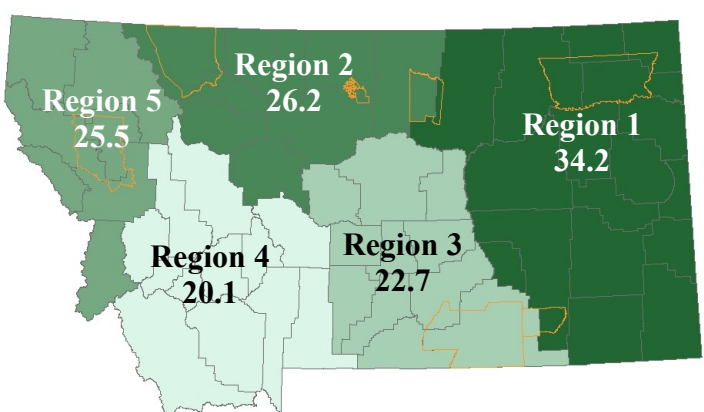 Region 2
26.2
Region 5
25.5
Region 1
34.2
Region 4
20.1
Region 3
22.7